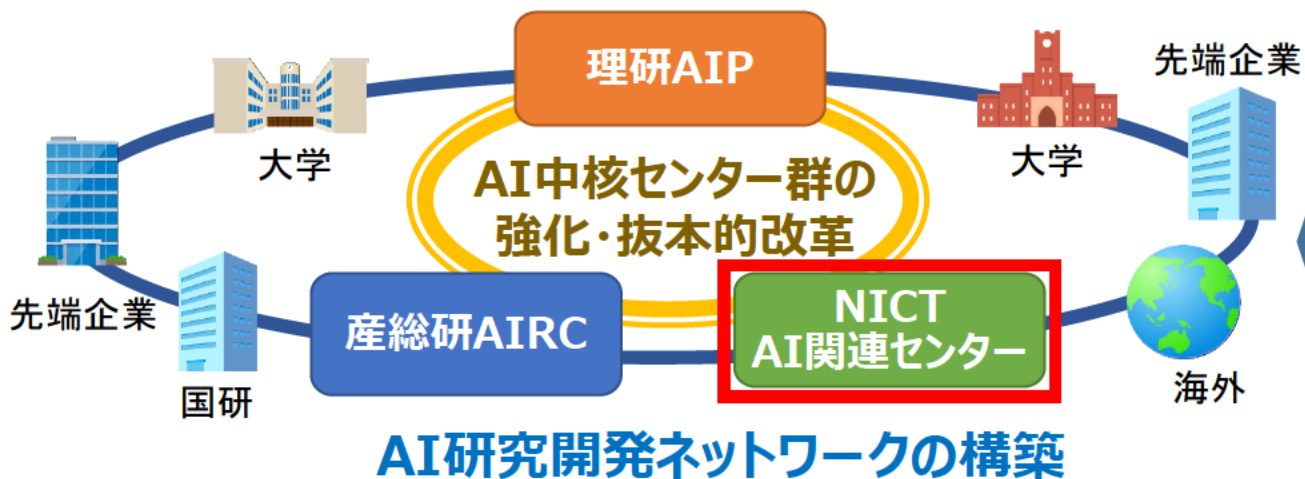 理研AIP
先端企業
大学
大学
AI中核センター群の
強化・抜本的改革
先端企業
産総研AIRC
NICT
AI関連センター
国研
海外
AI研究開発ネットワークの構築